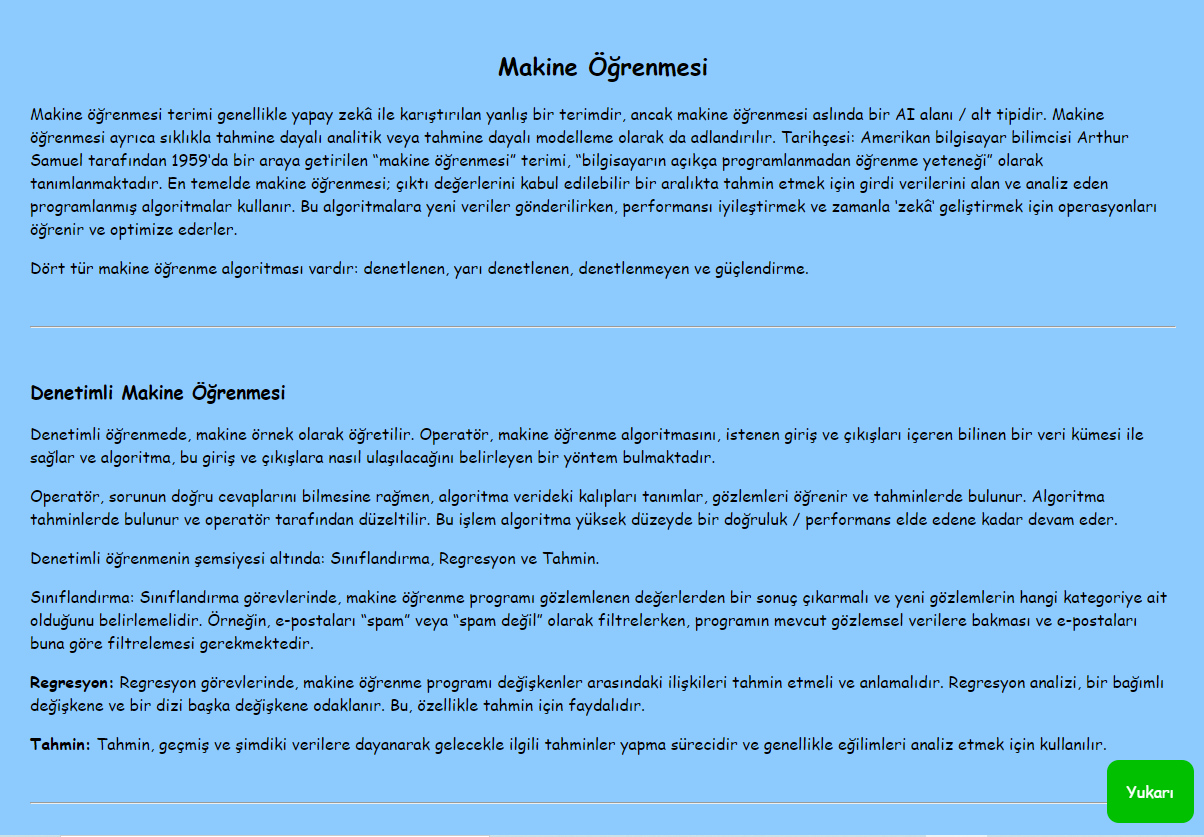 Makine Öğrenmesi
Makine öğrenmesi terimi genellikle yapay zekâ ile karıştırılan yanlış bir terimdir, ancak makine öğrenmesi aslında bir AI alanı / alt tipidir. Makine
öğrenmesi ayrıca sıklıkla tahmine dayalı analitik veya tahmine dayalı modelleme olarak da adlandırılır. Tarihçesi: Amerikan bilgisayar bilimcisi Arthur
Samuel tarafından 1959'da bir araya getirilen “makine öğrenmesi” terimi, “bilgisayarın açıkça programlanmadan öğrenme yeteneği” olarak
tanımlanmaktadır. En temelde makine öğrenmesi; çıktı değerlerini kabul edilebilir bir aralıkta tahmin etmek için girdi verilerini alan ve analiz eden
programlanmış algoritmalar kullanır. Bu algoritmalara yeni veriler gönderilirken, performansı iyileştirmek ve zamanla ‘zekâ‘ geliştirmek için operasyonları
öğrenir ve optimize ederler.
Dört tür makine öğrenme algoritması vardır: denetlenen, yarı denetlenen, denetlenmeyen ve güçlendirme.
Denetimli Makine Öğrenmesi
Denetimli öğrenmede, makine örnek olarak öğretilir. Operatör, makine öğrenme algoritmasını, istenen giriş ve çıkışları içeren bilinen bir veri kümesi ile
sağlar ve algoritma, bu giriş ve çıkışlara nasıl ulaşılacağını belirleyen bir yöntem bulmaktadır.
Operatör, sorunun doğru cevaplarını bilmesine rağmen, algoritma verideki kalıpları tanımlar, gözlemleri öğrenir ve tahminlerde bulunur. Algoritma
tahminlerde bulunur ve operatör tarafından düzeltilir. Bu işlem algoritma yüksek düzeyde bir doğruluk / performans elde edene kadar devam eder.
Denetimli öğrenmenin şemsiyesi altında: Sınıflandırma, Regresyon ve Tahmin.
Sınıflandırma: Sınıflandırma görevlerinde, makine öğrenme programı gözlemlenen değerlerden bir sonuç çıkarmalı ve yeni gözlemlerin hangi kategoriye ait
olduğunu belirlemelidir. Örneğin, e-postaları “spam” veya “spam değil” olarak filtrelerken, programın mevcut gözlemsel verilere bakması ve e-postaları
buna göre filtrelemesi gerekmektedir.
Regresyon: Regresyon görevlerinde, makine öğrenme programı değişkenler arasındaki ilişkileri tahmin etmeli ve anlamalıdır. Regresyon analizi, bir bağımlı
değişkene ve bir dizi başka değişkene odaklanır. Bu, özellikle tahmin için faydalıdır.
Tahmin: Tahmin, geçmiş ve şimdiki verilere dayanarak gelecekle ilgili tahminler yapma sürecidir ve genellikle eğilimleri analiz etmek için kullanılır.
Yukarı